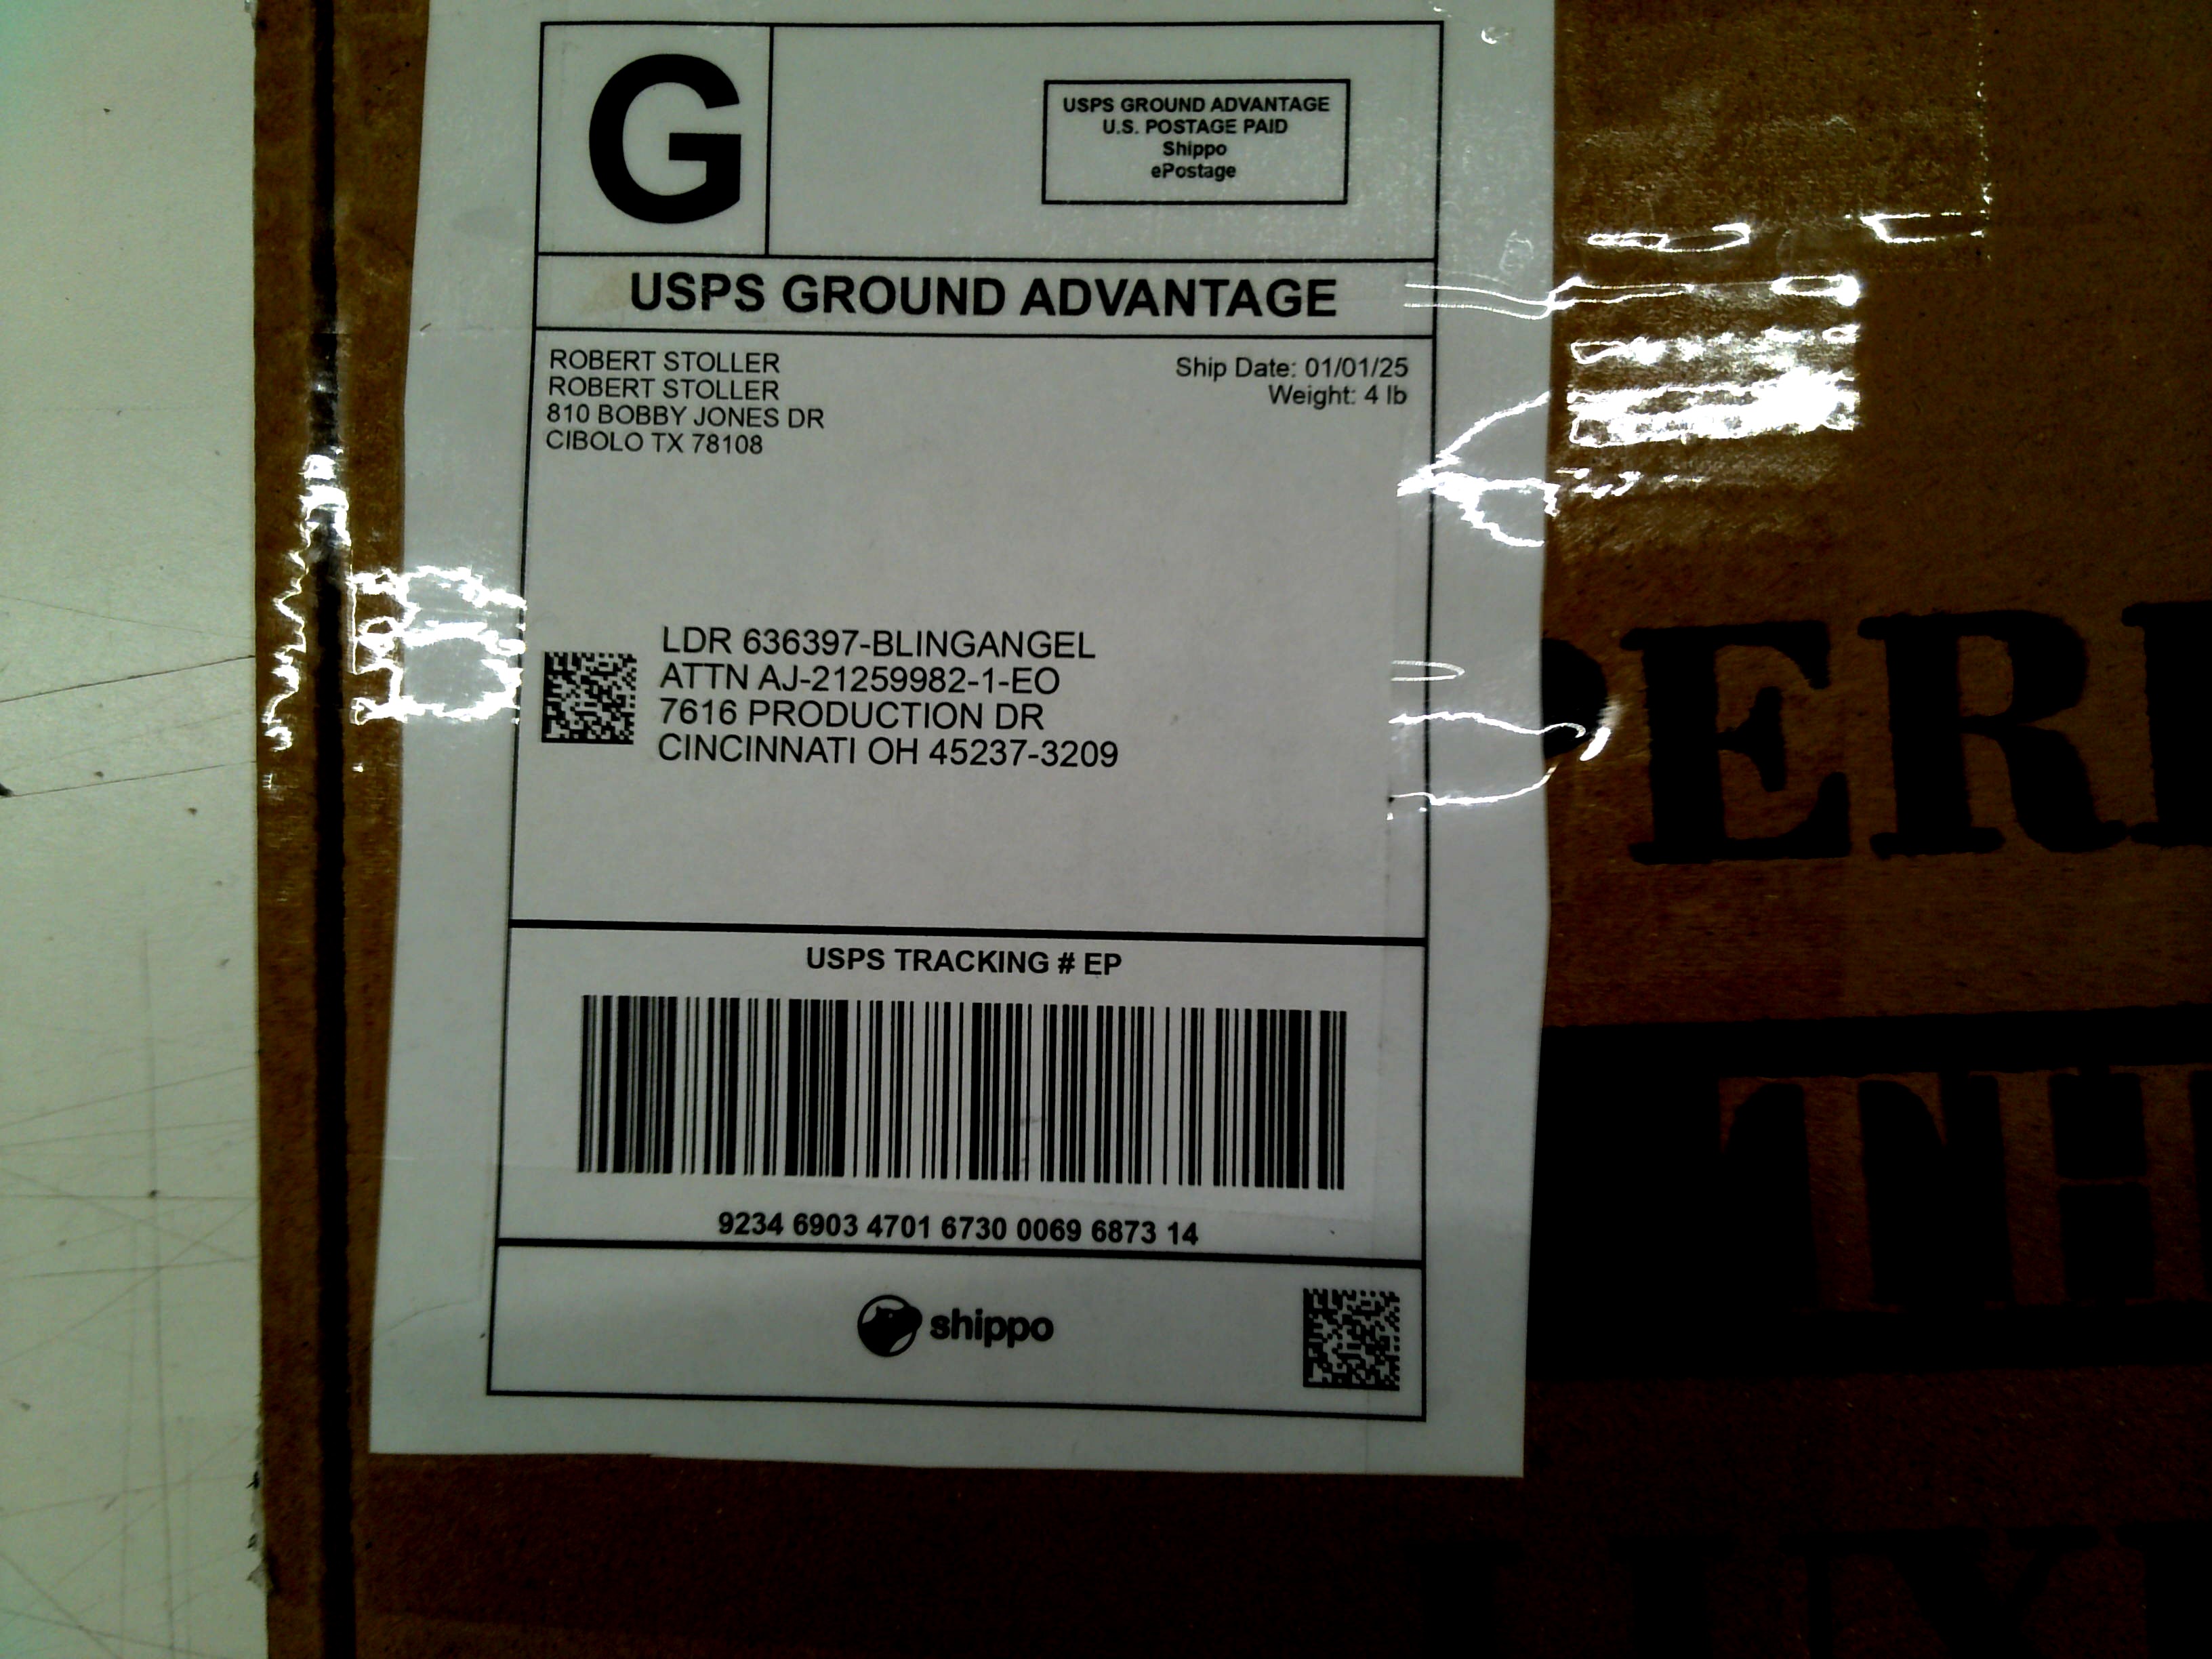 G
USPS GROUND ADVANTAGE
U.S. POSTAGE PAID
Shippo
ePostage
USPS GROUND ADVANTAGE
ROBERT STOLLER
ROBERT STOLLER
810 BOBBY JONES DR
CIBOLO TX 78108
Ship Date: 01/01/25
Weight: 4 lb
LDR 636397-BLINGANGEL
ATTN AJ-21259982-1-EO
7616 PRODUCTION DR
CINCINNATI OH 45237-3209
USPS TRACKING # EP
9234 6903 4701 6730 0069 6873 14
shippo
PER
TH